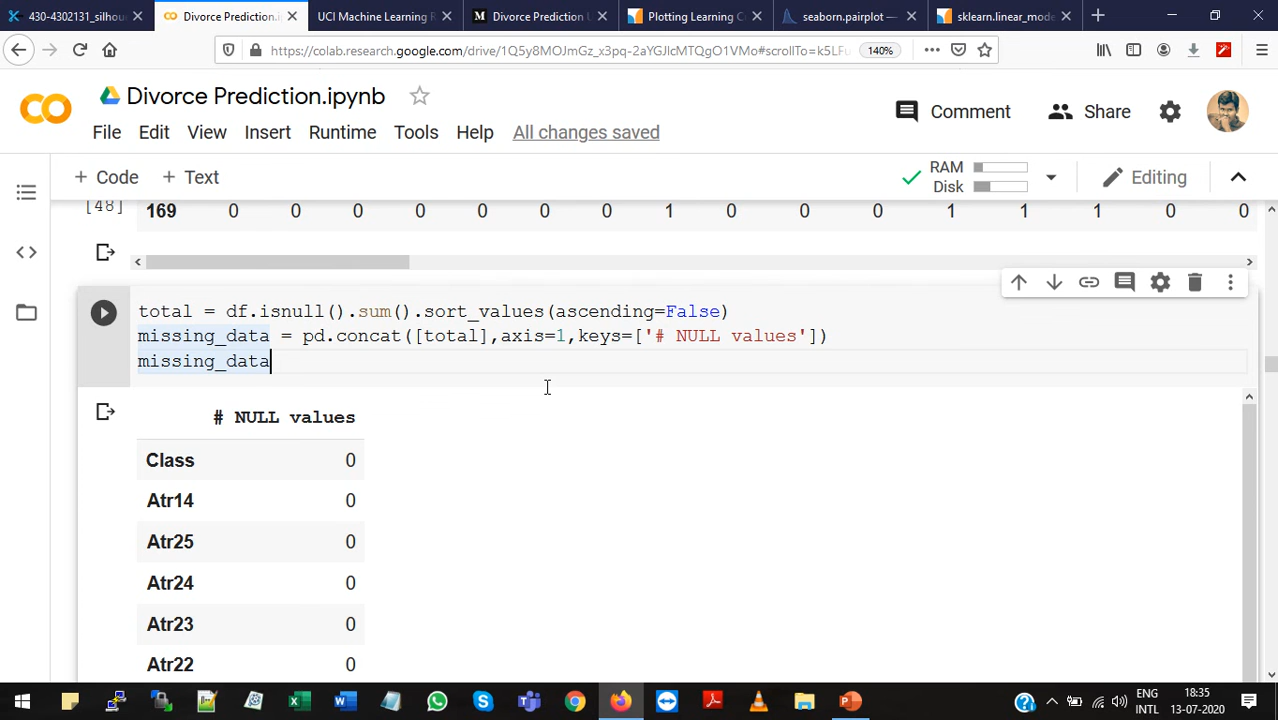 430-4302131_silhou
Divorce Prediction.i
UCI Machine Learning R
Divorce Prediction U
Plotting Learning C
seaborn.pairplot —
sklearn.linear_mode
https://colab.research.google.com/drive/1Q5y8MOJmGz_x3pq-2aYGJlcMTQgO1VMo#scrollTo=k5LFu
140%
Divorce Prediction.ipynb
Comment
Share
File Edit View Insert Runtime Tools Help All changes saved
+ Code + Text
RAM
Disk
Editing
[48] 169 0 0 0 0 0 0 0 1 0 0 0 1 1 1 0 0
total = df.isnull().sum().sort_values(ascending=False)
missing_data = pd.concat([total],axis=1,keys=['# NULL values'])
missing_data
# NULL values
Class 0
Atr14 0
Atr25 0
Atr24 0
Atr23 0
Atr22 0
ENG 18:35
INTL 13-07-2020